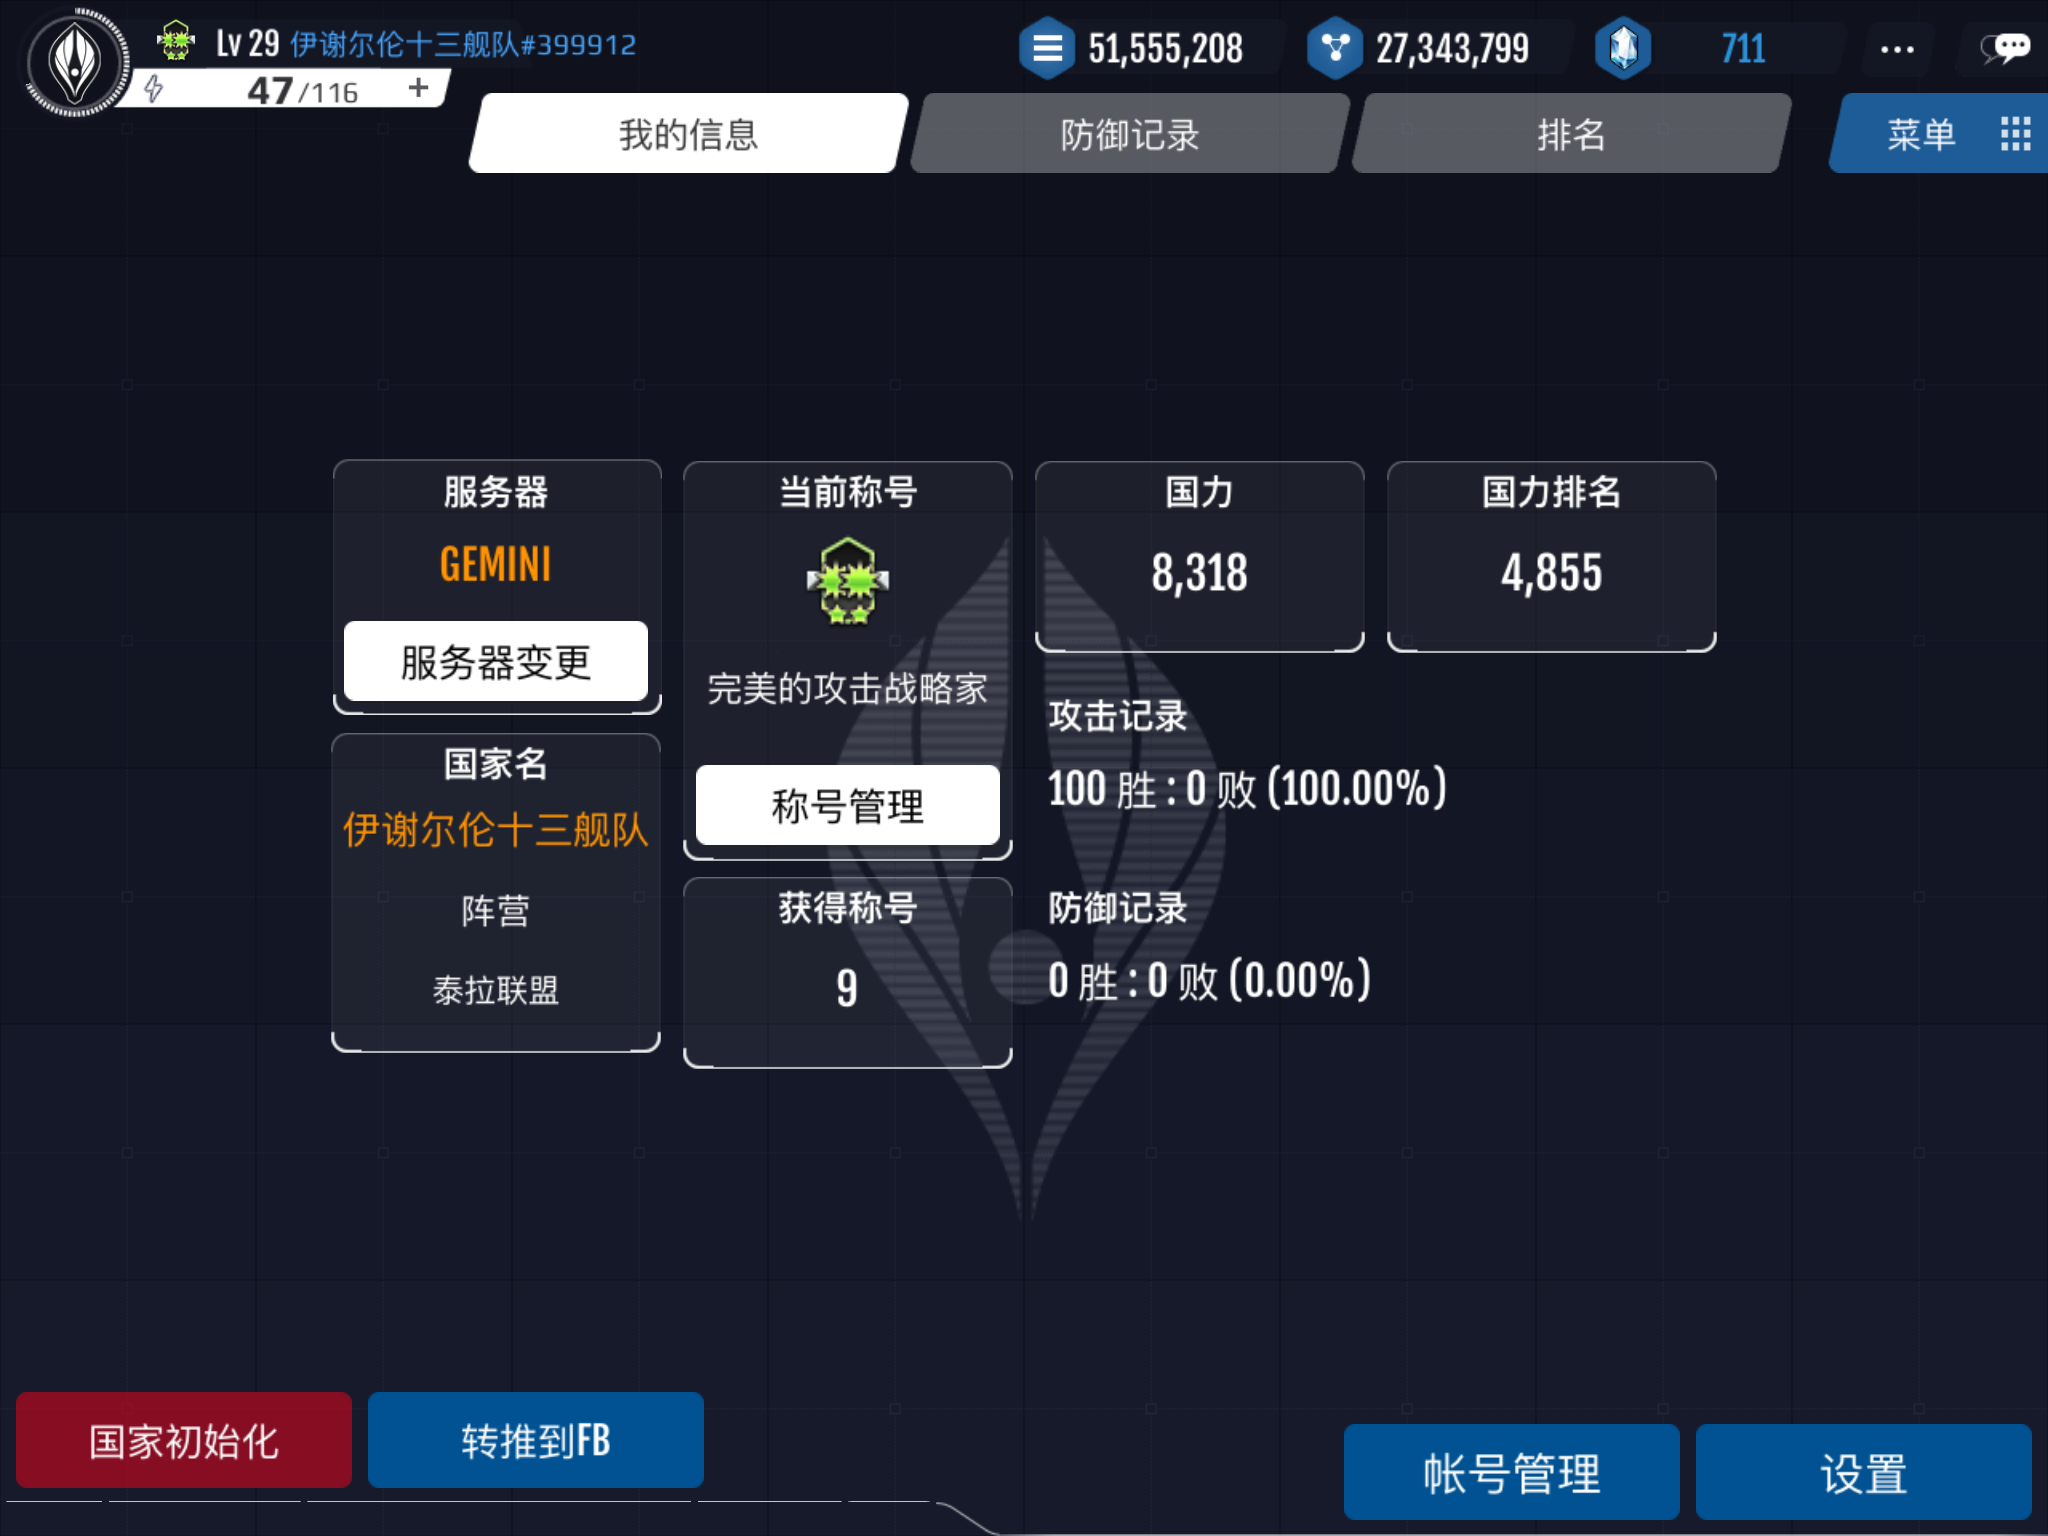 Lv 29 伊谢尔伦十三舰队#399912
47/116 +
51,555,208
27,343,799
711
我的信息
防御记录
排名
菜单
服务器
GEMINI
服务器变更
国家名
伊谢尔伦十三舰队
阵营
泰拉联盟
当前称号
完美的攻击战略家
称号管理
获得称号
9
国力
8,318
国力排名
4,855
攻击记录
100 胜 : 0 败 (100.00%)
防御记录
0 胜 : 0 败 (0.00%)
国家初始化
转推到FB
帐号管理
设置